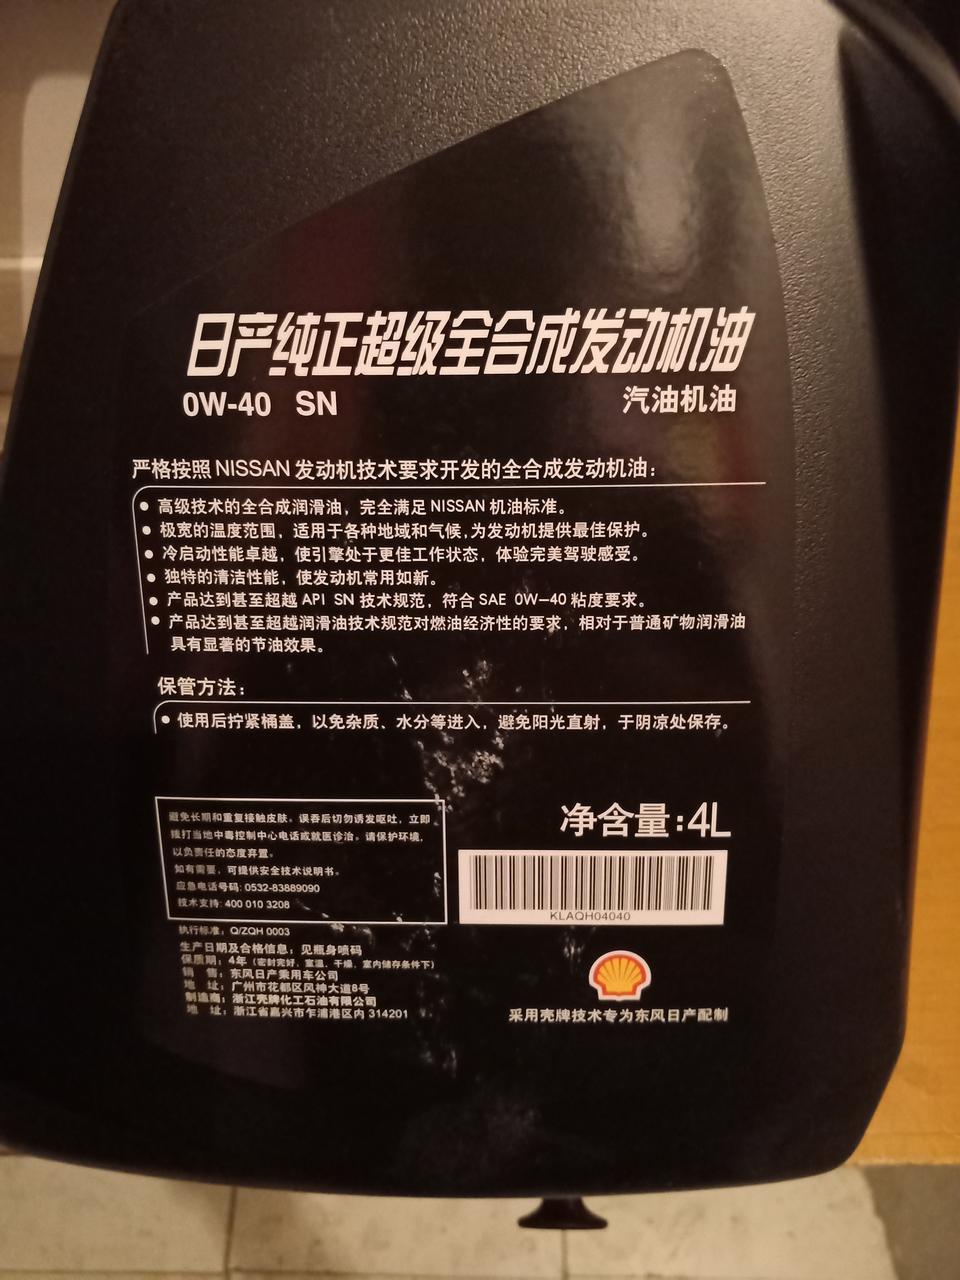 日产纯正超级全合成发动机油
0W-40 SN 汽油机油
严格按照NISSAN发动机技术要求开发的全合成发动机油：
● 高级技术的全合成润滑油，完全满足NISSAN机油标准。
● 极宽的温度范围，适用于各种地域和气候，为发动机提供最佳保护。
● 冷启动性能卓越，使引擎处于更佳工作状态，体验完美驾驶感受。
● 独特的清洁性能，使发动机常用如新。
● 产品达到甚至超越API SN技术规范，符合SAE 0W—40粘度要求。
● 产品达到甚至超越润滑油技术规范对燃油经济性的要求，相对于普通矿物润滑油
具有显著的节油效果。
保管方法：
● 使用后拧紧桶盖，以免杂质、水分等进入，避免阳光直射，于阴凉处保存。
避免长期和重复接触皮肤。误吞后切勿诱发呕吐，立即
拨打当地中毒控制中心电话或就医诊治。请保护环境，
以负责任的态度弃置。
如有需要，可提供安全技术说明书。
应急电话号码: 0532-83889090
技术支持: 400 010 3208
净含量：4L
KLAQH04040
执行标准：Q/ZQH 0003
生产日期及合格信息：见瓶身喷码
保质期：4年（密封完好，室温，干燥，室内储存条件下）
销 售：东风日产乘用车公司
地 址：广州市花都区风神大道8号
制造商：浙江壳牌化工石油有限公司
地 址：浙江省嘉兴市乍浦港区内 314201
采用壳牌技术专为东风日产配制